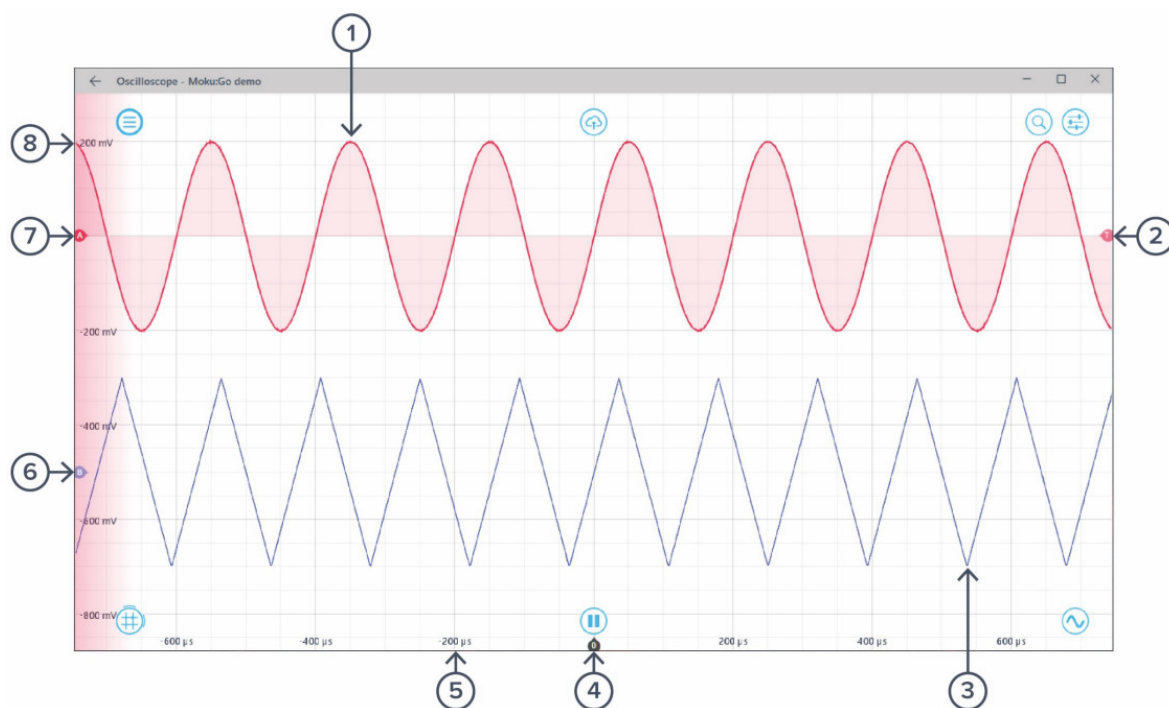 1
← Oscilloscope - Moku:Go demo
8
200 mV
7
A
T
2
-200 mV
-400 mV
6
B
-600 mV
-800 mV
-600 µs
-400 µs
-200 µs
200 µs
400 µs
600 µs
0
5
4
3